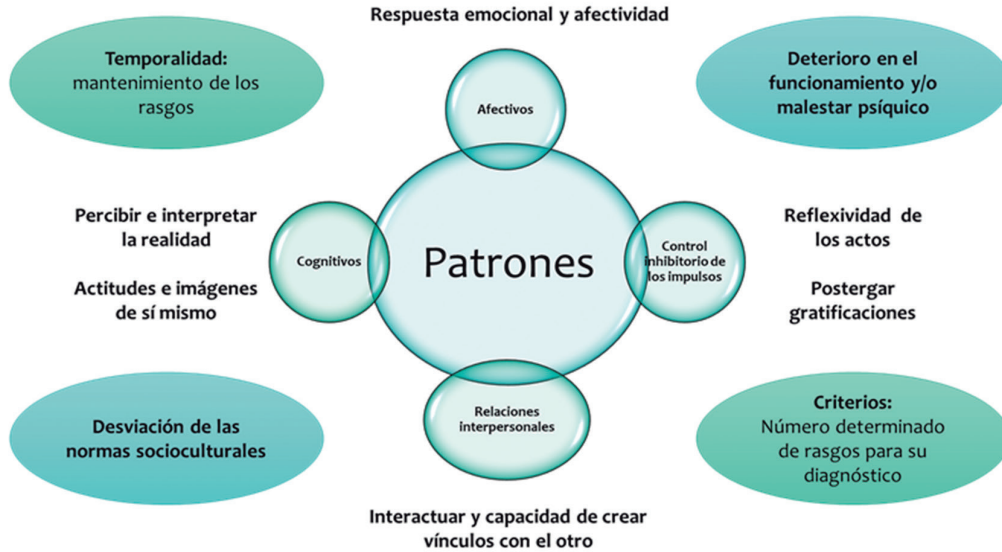 Respuesta emocional y afectividad
Temporalidad:
mantenimiento de los
rasgos
Afectivos
Deterioro en el
funcionamiento y/o
malestar psíquico
Percibir e interpretar
la realidad
Actitudes e imágenes
de sí mismo
Cognitivos
Patrones
Control
inhibitorio de
los impulsos
Reflexividad de
los actos
Postergar
gratificaciones
Desviación de las
normas socioculturales
Relaciones
interpersonales
Criterios:
Número determinado
de rasgos para su
diagnóstico
Interactuar y capacidad de crear
vínculos con el otro